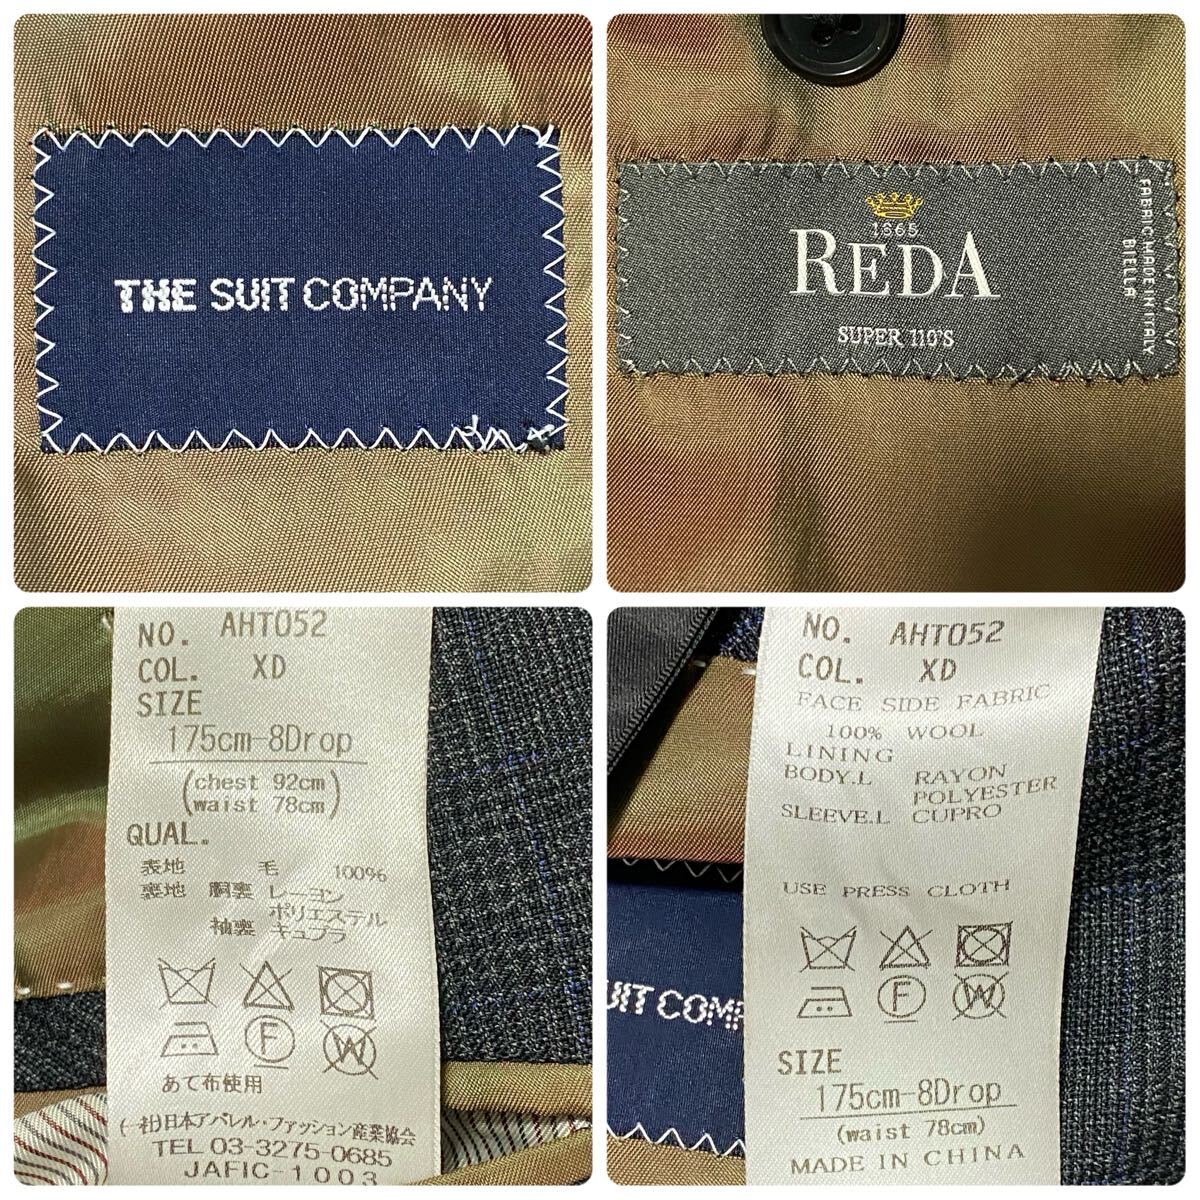 THE SUIT COMPANY
1865
REDA
SUPER 110'S
FABRIC MADE IN ITALY
BIELLA
NO. AHT052
COL. XD
SIZE
175cm-8Drop
(chest 92cm
waist 78cm)
QUAL.
表地 毛 100%
裏地 胴裏 レーヨン
ポリエステル
袖裏 キュプラ
F
W
あて布使用
(一社)日本アパレル・ファッション産業協会
TEL 03-3275-0685
JAFIC-1003
NO. AHT052
COL. XD
FACE SIDE FABRIC
100% WOOL
LINING
BODY.L RAYON
POLYESTER
SLEEVE.L CUPRO
USE PRESS CLOTH
F
W
UIT COMP
SIZE
175cm-8Drop
(waist 78cm)
MADE IN CHINA